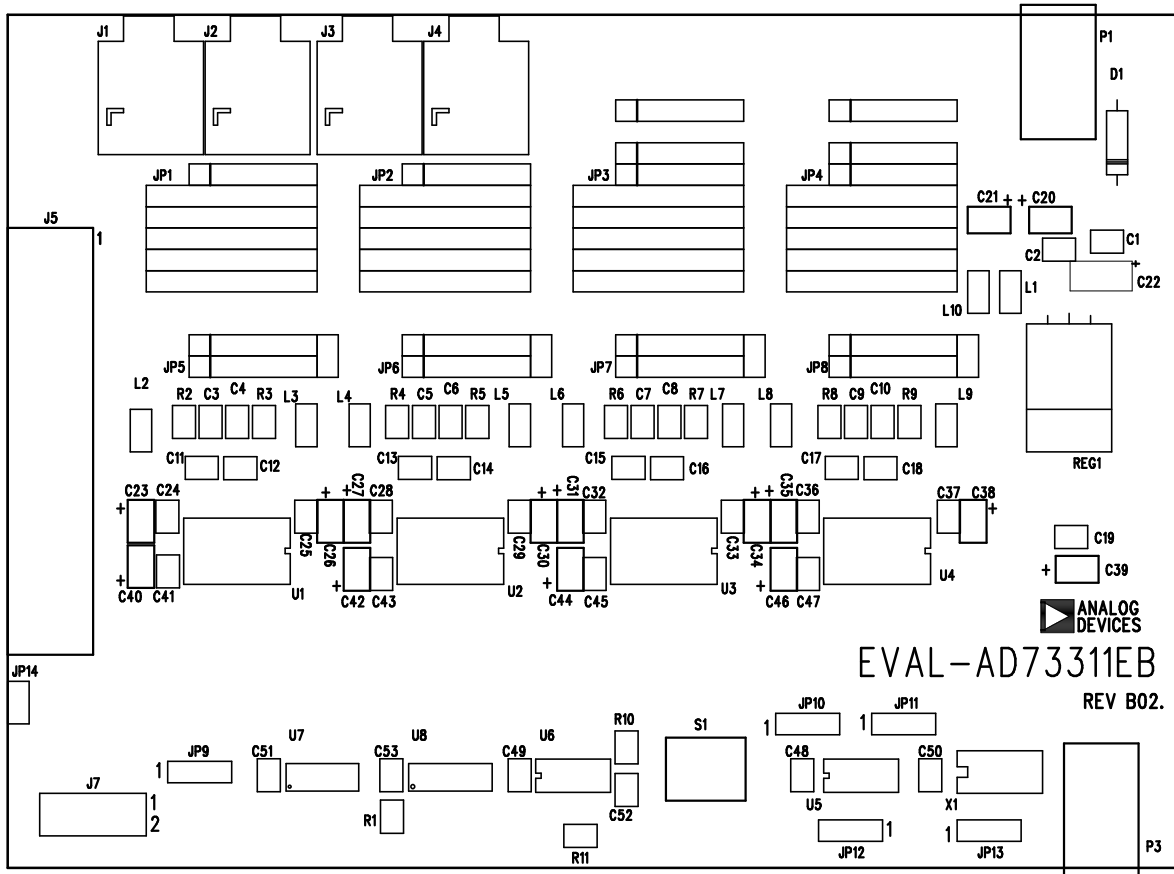 J1 J2 J3 J4 P1
D1
JP1 JP2 JP3 JP4
C21 + + C20
J5
1
C2 C1
+
C22
L10 L1
JP5 JP6 JP7 JP8
L2 R2 C3 C4 R3 L3 L4 R4 C5 C6 R5 L5 L6 R6 C7 C8 R7 L7 L8 R8 C9 C10 R9 L9
C11 C12 C13 C14 C15 C16 C17 C18
REG1
C23 C24 + + C27 C28 + + C31 C32 + + C35 C36 C37 C38
+ +
C25 C26 C29 C30 C33 C34 C19
+ + + + + C39
C40 C41 U1 C42 C43 U2 C44 C45 U3 C46 C47 U4
ANALOG
DEVICES
EVAL-AD73311EB
REV B02.
JP14
JP10 JP11
1 1
R10 S1
C51 U7 C53 U8 C49 U6 C48 C50
JP9
1
J7
1
2
R1 C52 U5 X1
1 1
R11 JP12 JP13 P3